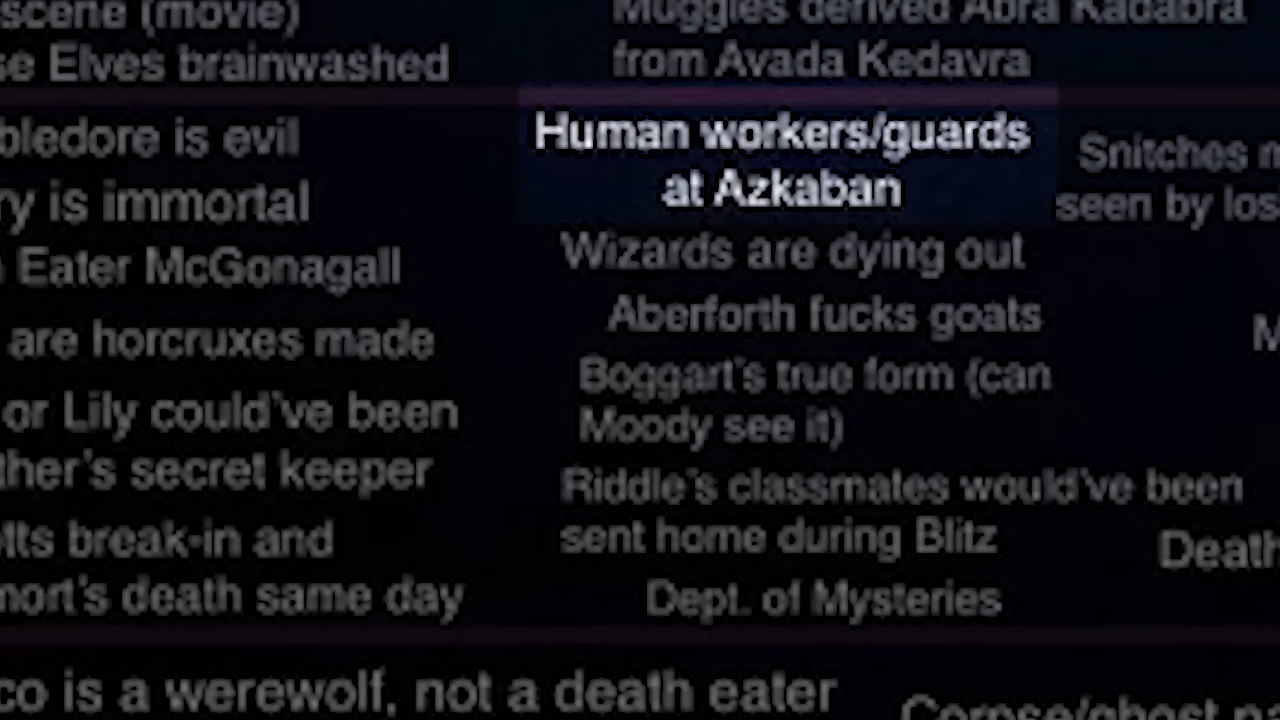 scene (movie)
Muggles derived Abra Kadabra
se Elves brainwashed
from Avada Kedavra
bledore is evil
ry is immortal
Eater McGonagall
are horcruxes made
or Lily could've been
ther's secret keeper
lts break-in and
mort's death same day
Human workers/guards
at Azkaban
Wizards are dying out
Aberforth fucks goats
Boggart's true form (can
Moody see it)
Riddle's classmates would've been
sent home during Blitz
Dept. of Mysteries
Snitches
seen by los
M
Death
co is a werewolf, not a death eater
Corpse/ghost